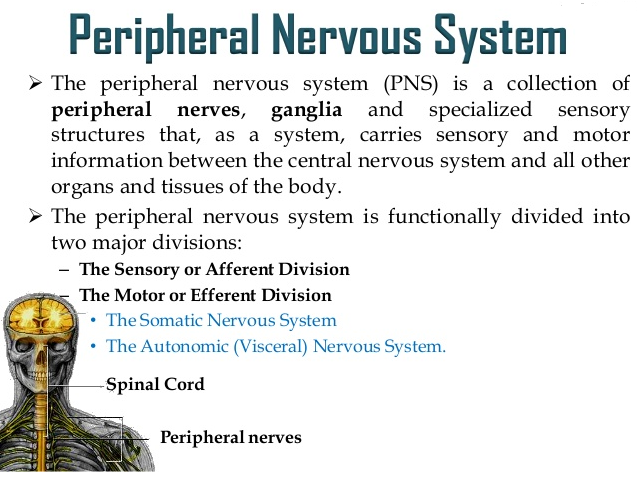 Peripheral Nervous System
➢ The peripheral nervous system (PNS) is a collection of
peripheral nerves, ganglia and specialized sensory
structures that, as a system, carries sensory and motor
information between the central nervous system and all other
organs and tissues of the body.
➢ The peripheral nervous system is functionally divided into
two major divisions:
– The Sensory or Afferent Division
– The Motor or Efferent Division
• The Somatic Nervous System
• The Autonomic (Visceral) Nervous System.
Spinal Cord
Peripheral nerves